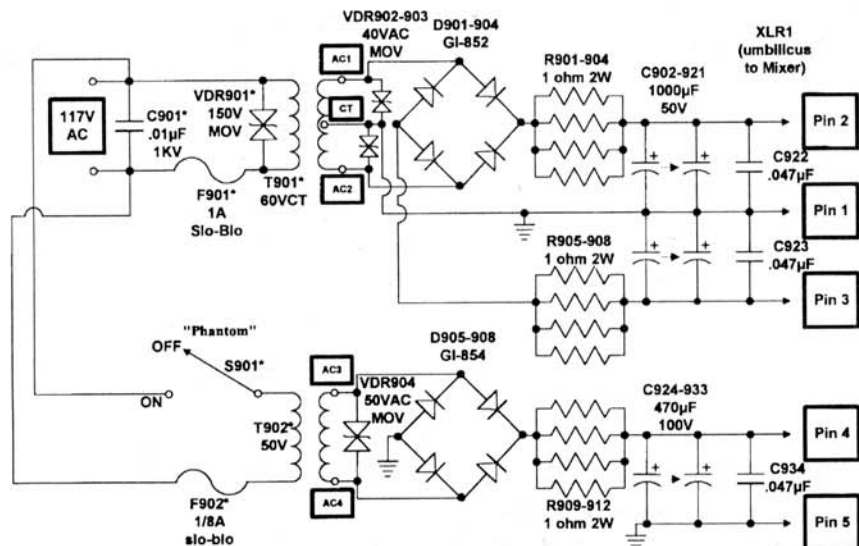 VDR902-903
40VAC
MOV
D901-904
GI-852
XLR1
(umbilicus
to Mixer)
R901-904
1 ohm 2W
C902-921
1000µF
50V
AC1
CT
AC2
117V
AC
C901*
.01µF
1KV
VDR901*
150V
MOV
F901*
1A
Slo-Blo
T901*
60VCT
Pin 2
C922
.047µF
Pin 1
+
+
+
+
R905-908
1 ohm 2W
C923
.047µF
Pin 3
"Phantom"
OFF
S901*
ON
AC3
VDR904
50VAC
MOV
AC4
D905-908
GI-854
T902*
50V
F902*
1/8A
slo-blo
C924-933
470µF
100V
Pin 4
+
+
C934
.047µF
R909-912
1 ohm 2W
Pin 5